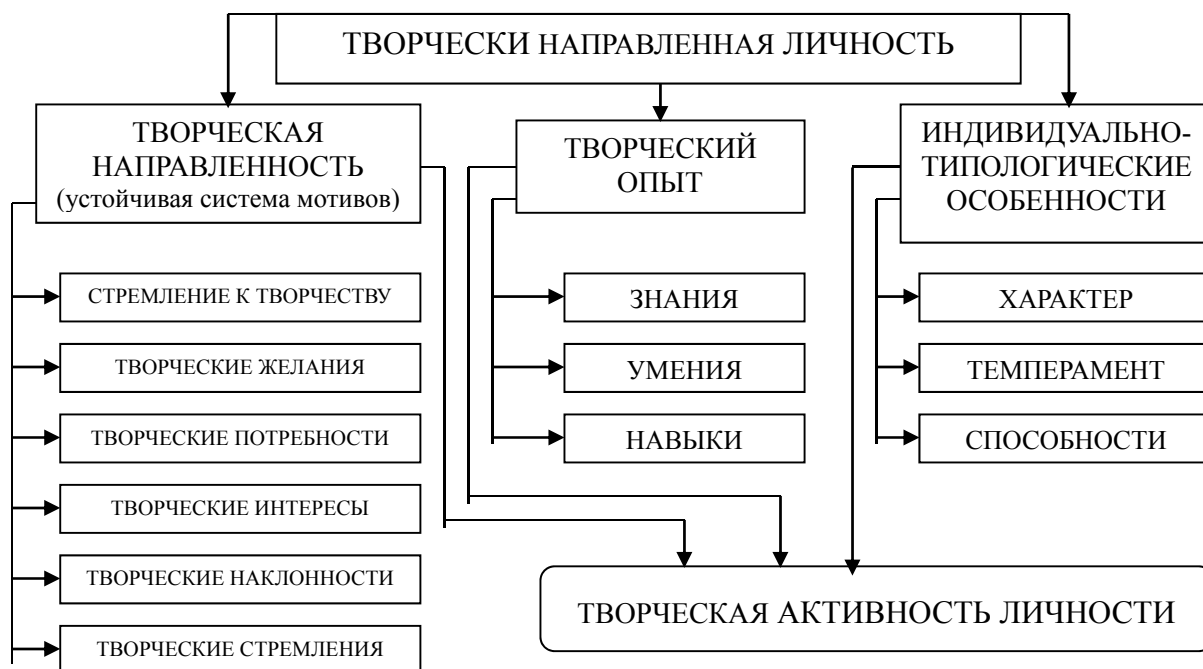 ТВОРЧЕСКИ НАПРАВЛЕННАЯ ЛИЧНОСТЬ
ТВОРЧЕСКАЯ
НАПРАВЛЕННОСТЬ
(устойчивая система мотивов)
СТРЕМЛЕНИЕ К ТВОРЧЕСТВУ
ТВОРЧЕСКИЕ ЖЕЛАНИЯ
ТВОРЧЕСКИЕ ПОТРЕБНОСТИ
ТВОРЧЕСКИЕ ИНТЕРЕСЫ
ТВОРЧЕСКИЕ НАКЛОННОСТИ
ТВОРЧЕСКИЕ СТРЕМЛЕНИЯ
ТВОРЧЕСКИЙ
ОПЫТ
ЗНАНИЯ
УМЕНИЯ
НАВЫКИ
ИНДИВИДУАЛЬНО-
ТИПОЛОГИЧЕСКИЕ
ОСОБЕННОСТИ
ХАРАКТЕР
ТЕМПЕРАМЕНТ
СПОСОБНОСТИ
ТВОРЧЕСКАЯ АКТИВНОСТЬ ЛИЧНОСТИ